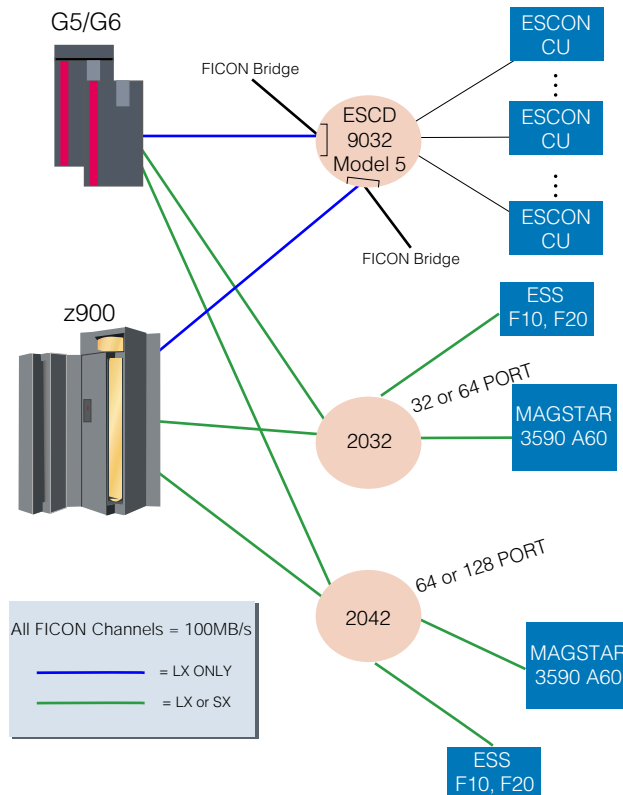 G5/G6
FICON Bridge
ESCD
9032
Model 5
ESCON
CU
ESCON
CU
ESCON
CU
FICON Bridge
z900
ESS
F10, F20
32 or 64 PORT
MAGSTAR
3590 A60
2032
64 or 128 PORT
2042
MAGSTAR
3590 A60
ESS
F10, F20
All FICON Channels = 100MB/s
= LX ONLY
= LX or SX